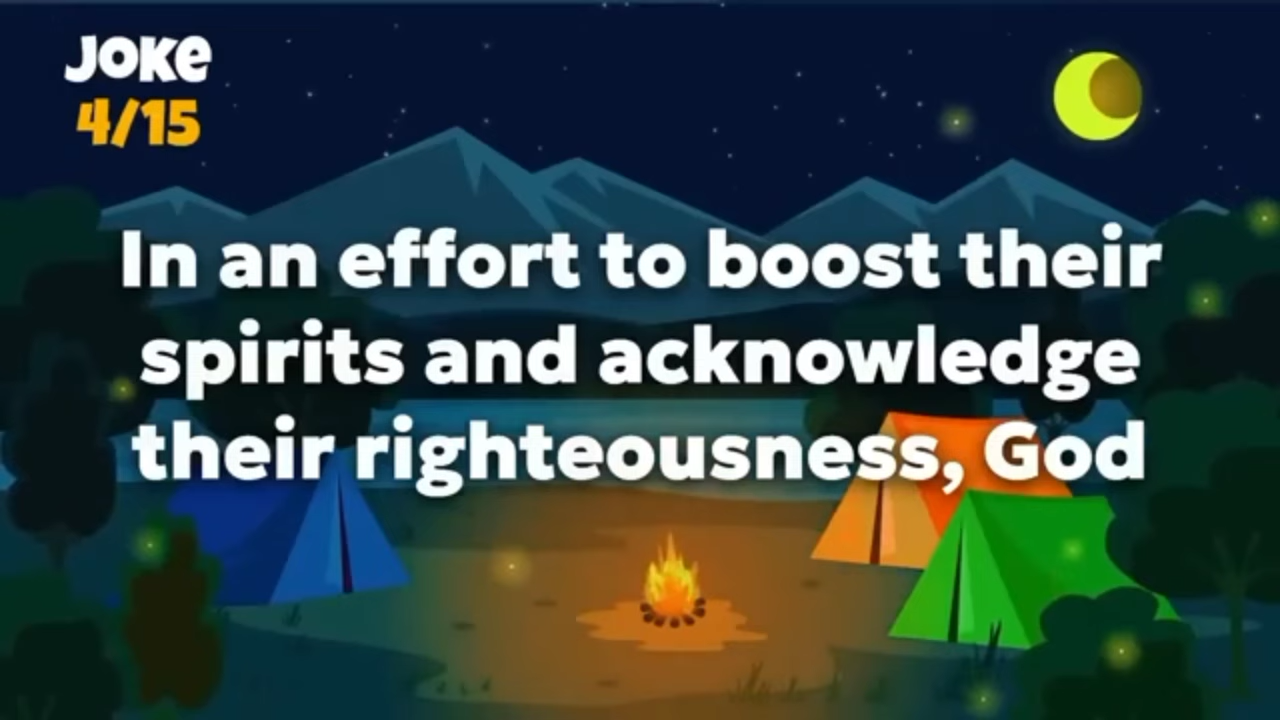 JOKE
4/15
In an effort to boost their
spirits and acknowledge
their righteousness, God